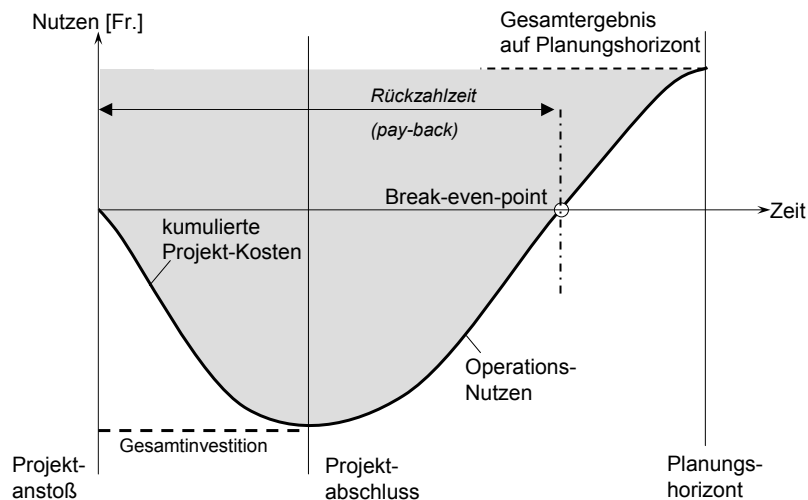 Nutzen [Fr.]
Gesamtergebnis
auf Planungshorizont
Rückzahlzeit
(pay-back)
Break-even-point
Zeit
kumulierte
Projekt-Kosten
Operations-
Nutzen
Gesamtinvestition
Projekt-
anstoß
Projekt-
abschluss
Planungs-
horizont